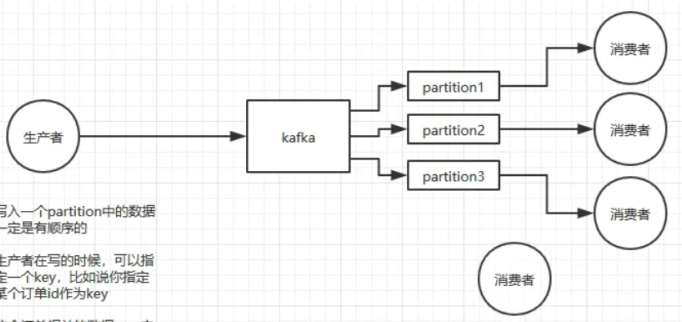 消费者
partition1
生产者
kafka
partition2
消费者
partition3
消费者
写入一个partition中的数据
一定是有顺序的
生产者在写的时候，可以指
定一个key，比如说你指定
某个订单id作为key
消费者